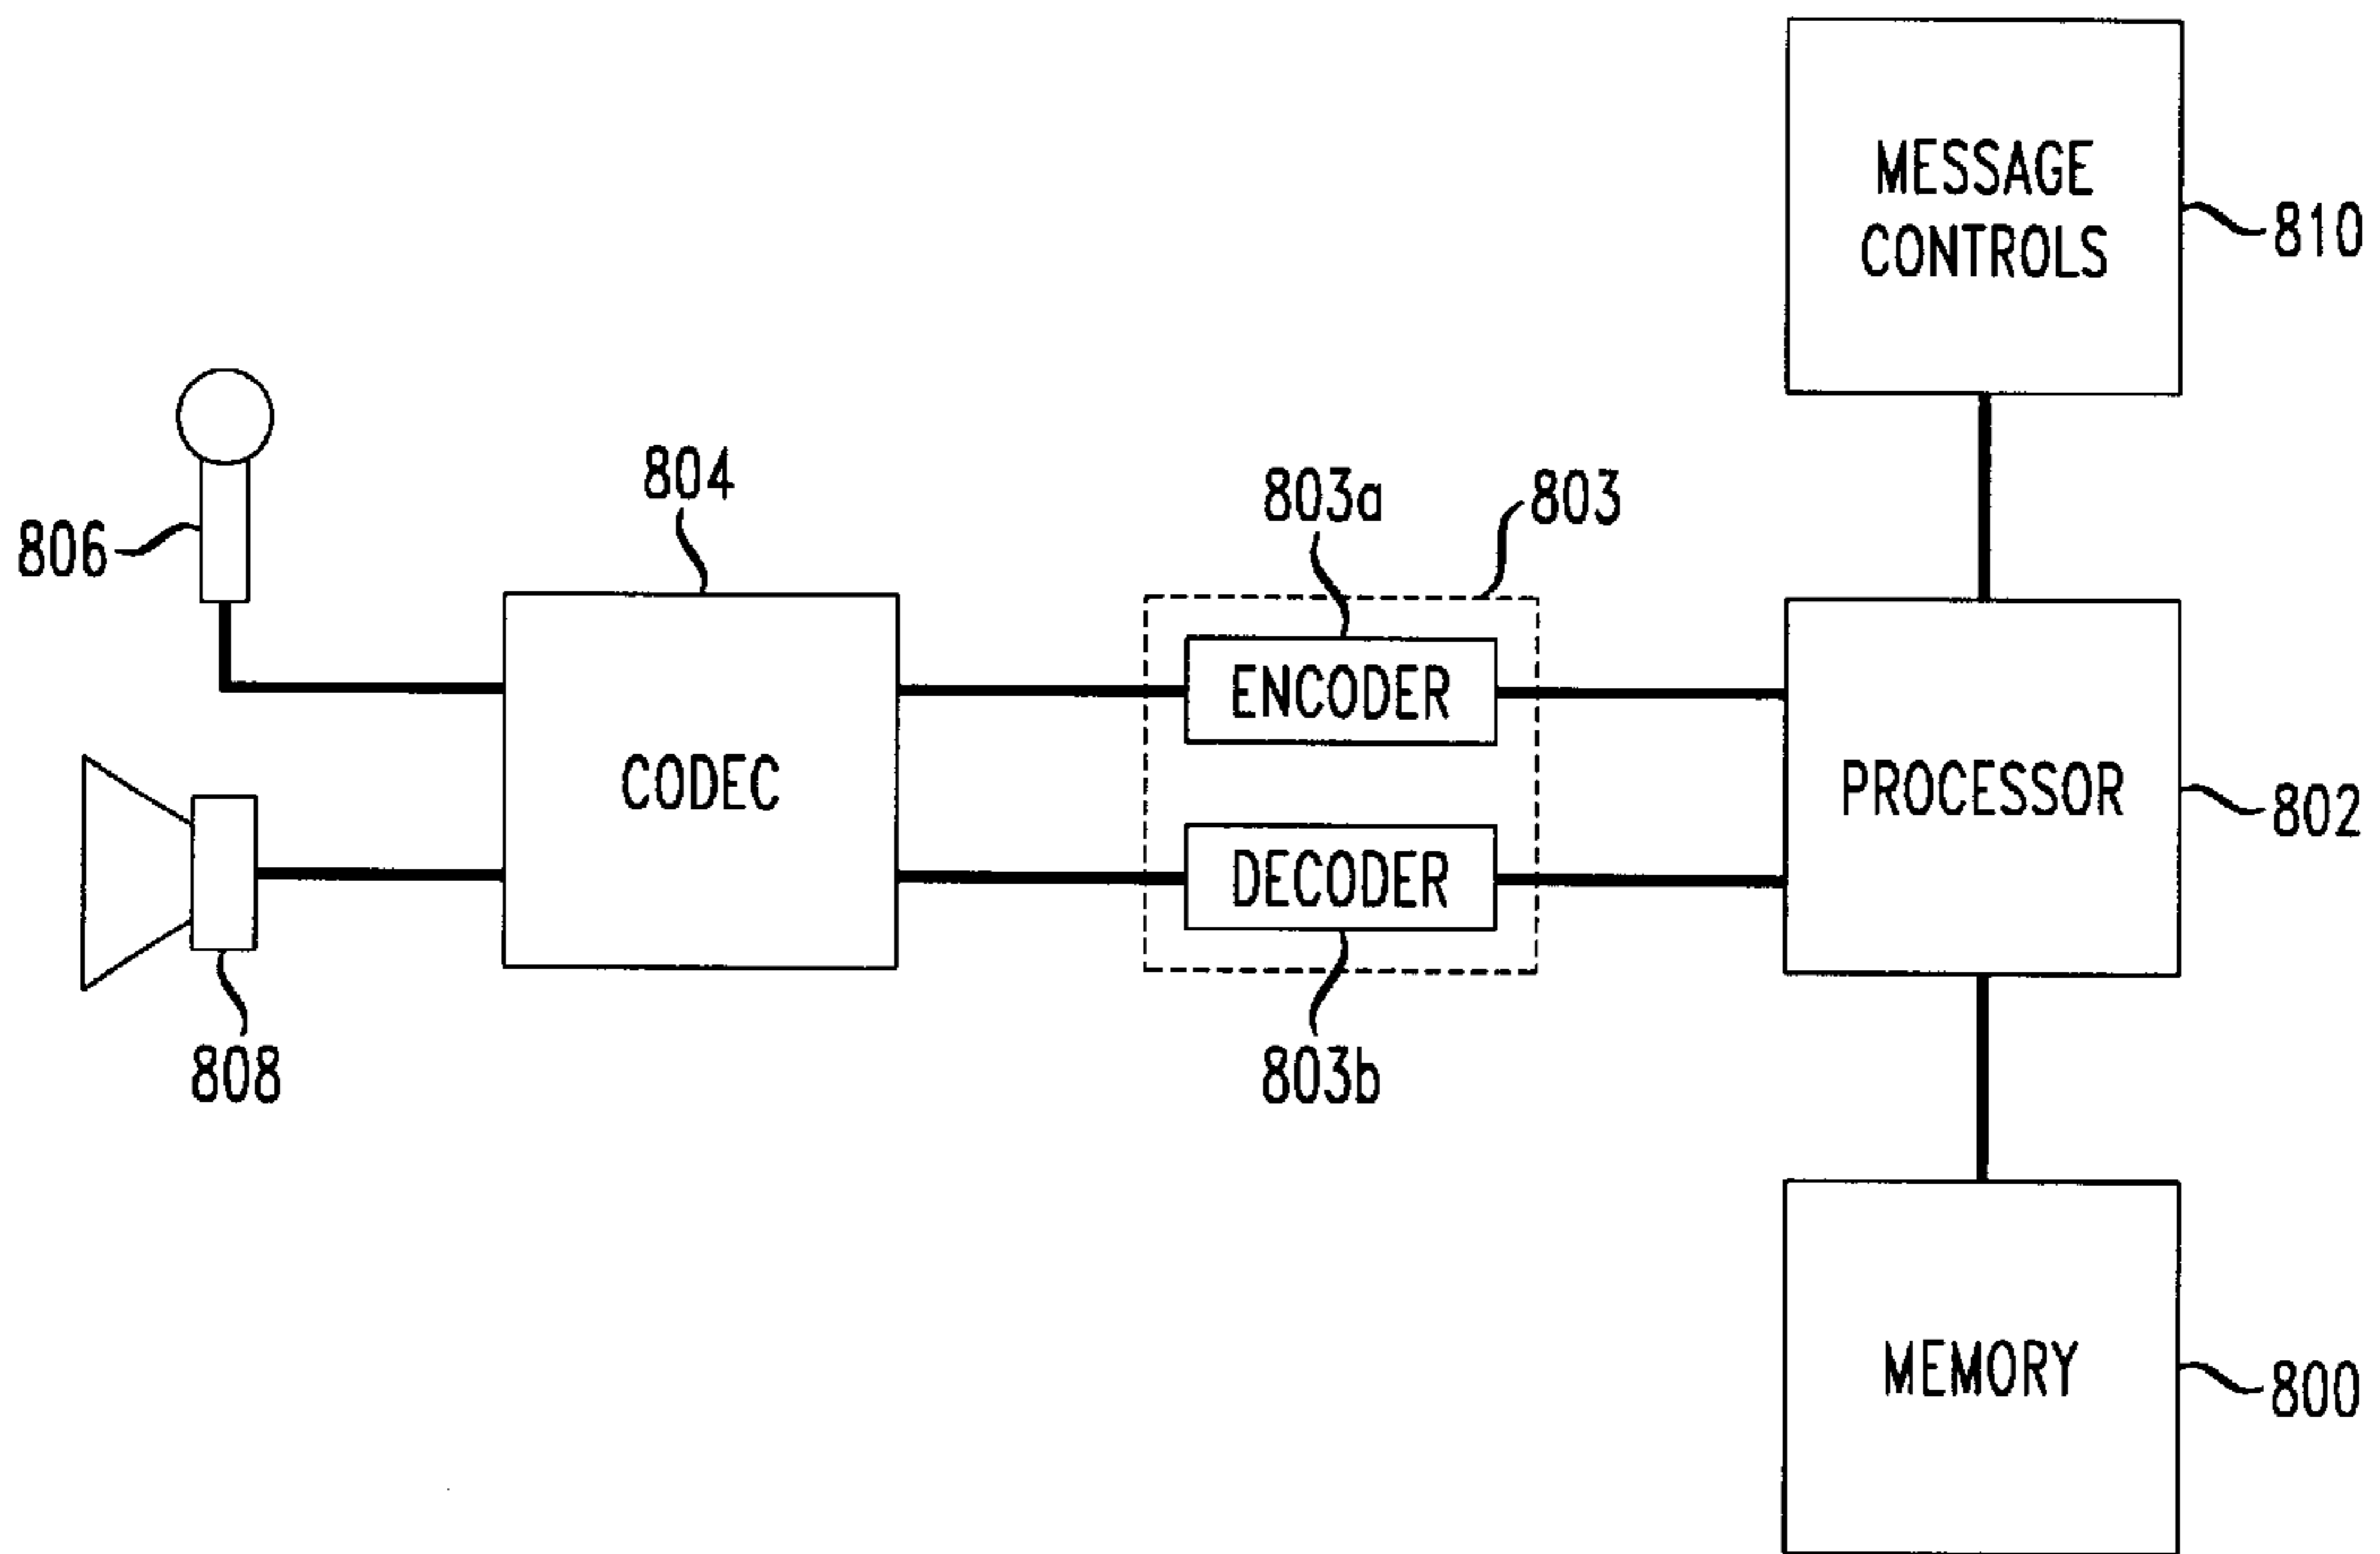 MESSAGE
CONTROLS
810
806
804
803a
803
CODEC
ENCODER
DECODER
PROCESSOR
802
808
803b
MEMORY
800